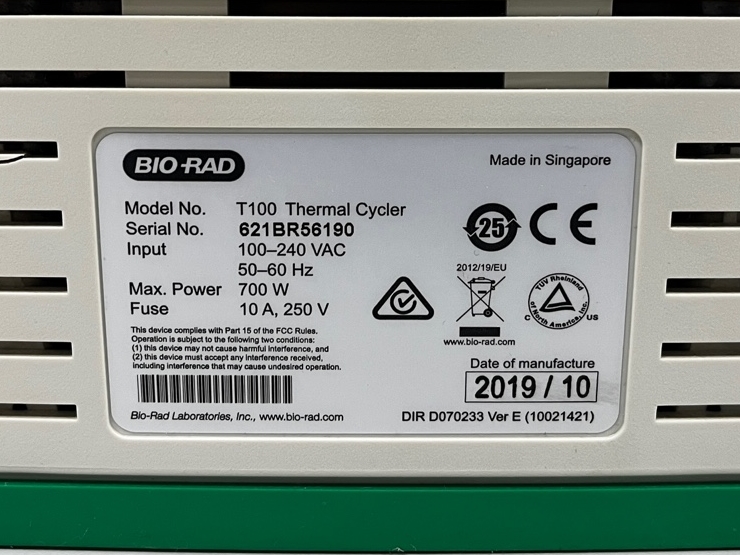 BIO-RAD
Made in Singapore
Model No. T100 Thermal Cycler
Serial No. 621BR56190
Input 100–240 VAC
50–60 Hz
Max. Power 700 W
Fuse 10 A, 250 V
25
CE
2012/19/EU
www.bio-rad.com
TÜV Rheinland
of North America, Inc.
C US
This device complies with Part 15 of the FCC Rules.
Operation is subject to the following two conditions:
(1) this device may not cause harmful interference, and
(2) this device must accept any interference received,
including interference that may cause undesired operation.
Date of manufacture
2019 / 10
Bio-Rad Laboratories, Inc., www.bio-rad.com
DIR D070233 Ver E (10021421)